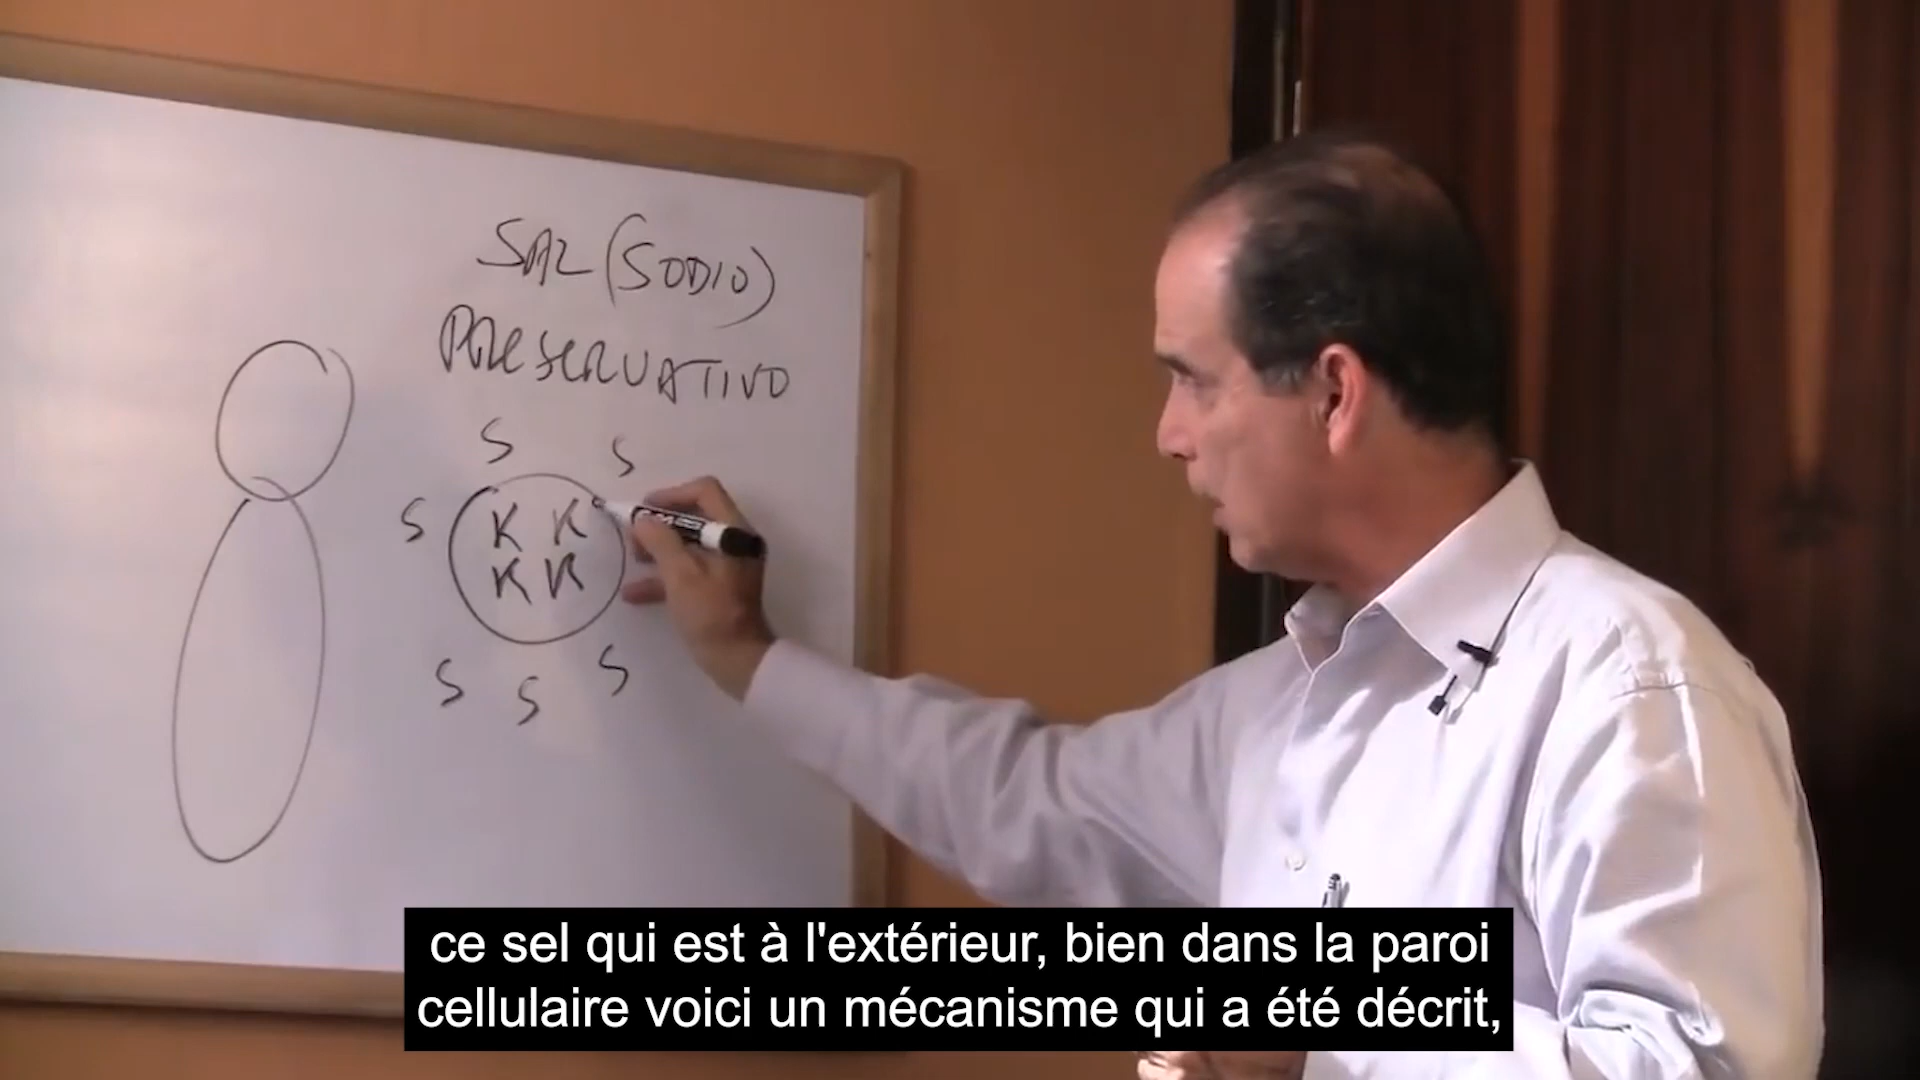 SAL (SODIO)
PRESERVATIVO
S S
S K K
K K
S S S
ce sel qui est à l'extérieur, bien dans la paroi
cellulaire voici un mécanisme qui a été décrit,